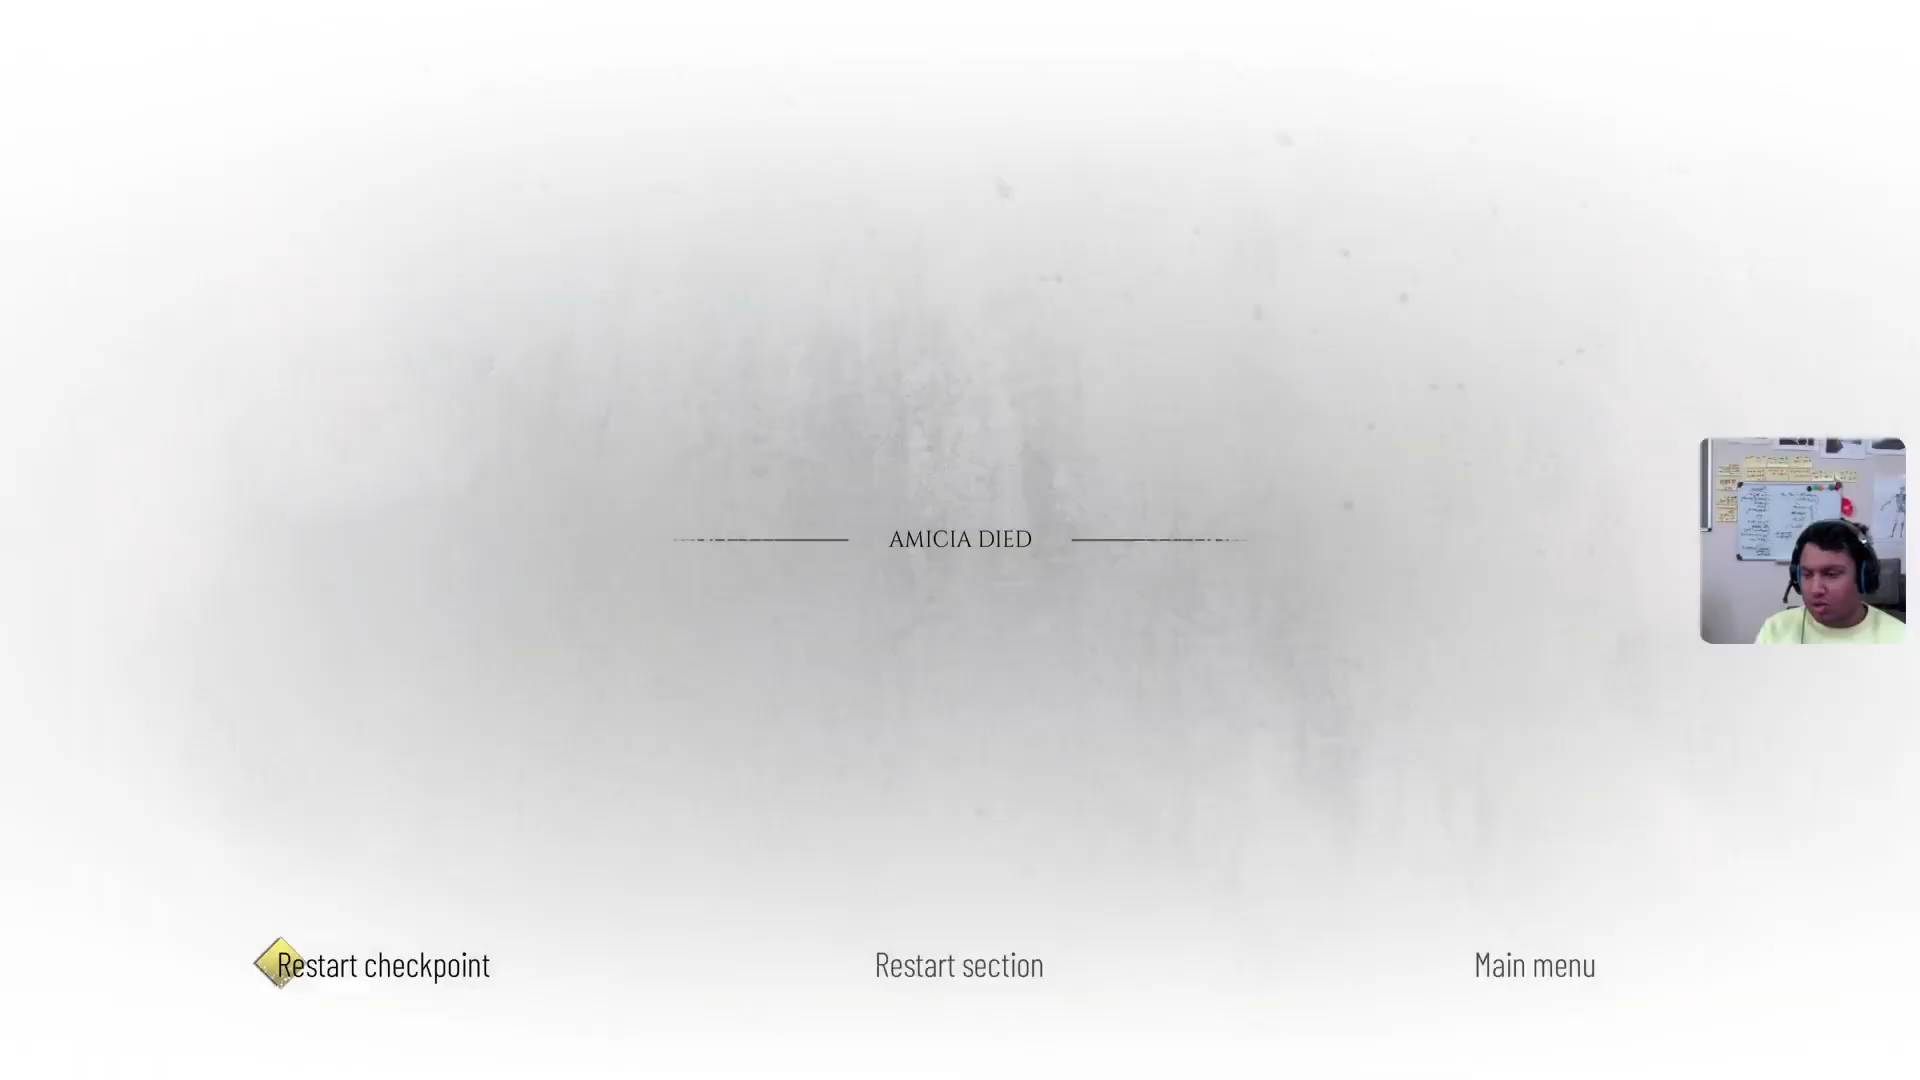 AMICIA DIED
Restart checkpoint
Restart section
Main menu